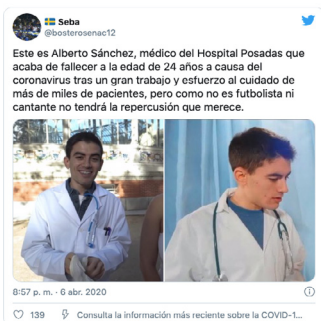 Seba
@bosterosenac12
Este es Alberto Sánchez, médico del Hospital Posadas que
acaba de fallecer a la edad de 24 años a causa del
coronavirus tras un gran trabajo y esfuerzo al cuidado de
más de miles de pacientes, pero como no es futbolista ni
cantante no tendrá la repercusión que merece.
8:57 p. m. · 6 abr. 2020
139 Consulta la información más reciente sobre la COVID-1...